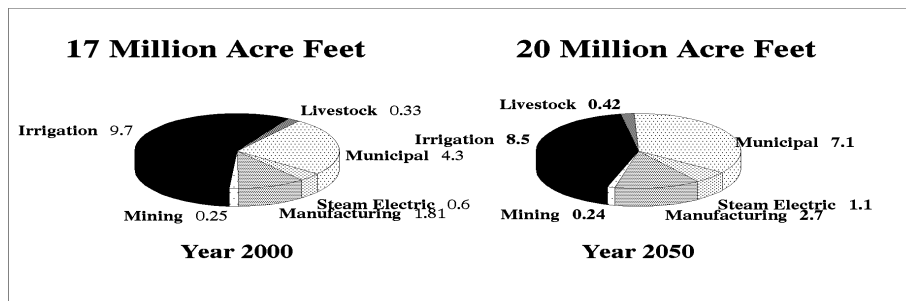 17 Million Acre Feet
Livestock 0.33
Irrigation 9.7
Municipal 4.3
Steam Electric 0.6
Mining 0.25
Manufacturing 1.81
Year 2000
20 Million Acre Feet
Livestock 0.42
Irrigation 8.5
Municipal 7.1
Steam Electric 1.1
Mining 0.24
Manufacturing 2.7
Year 2050